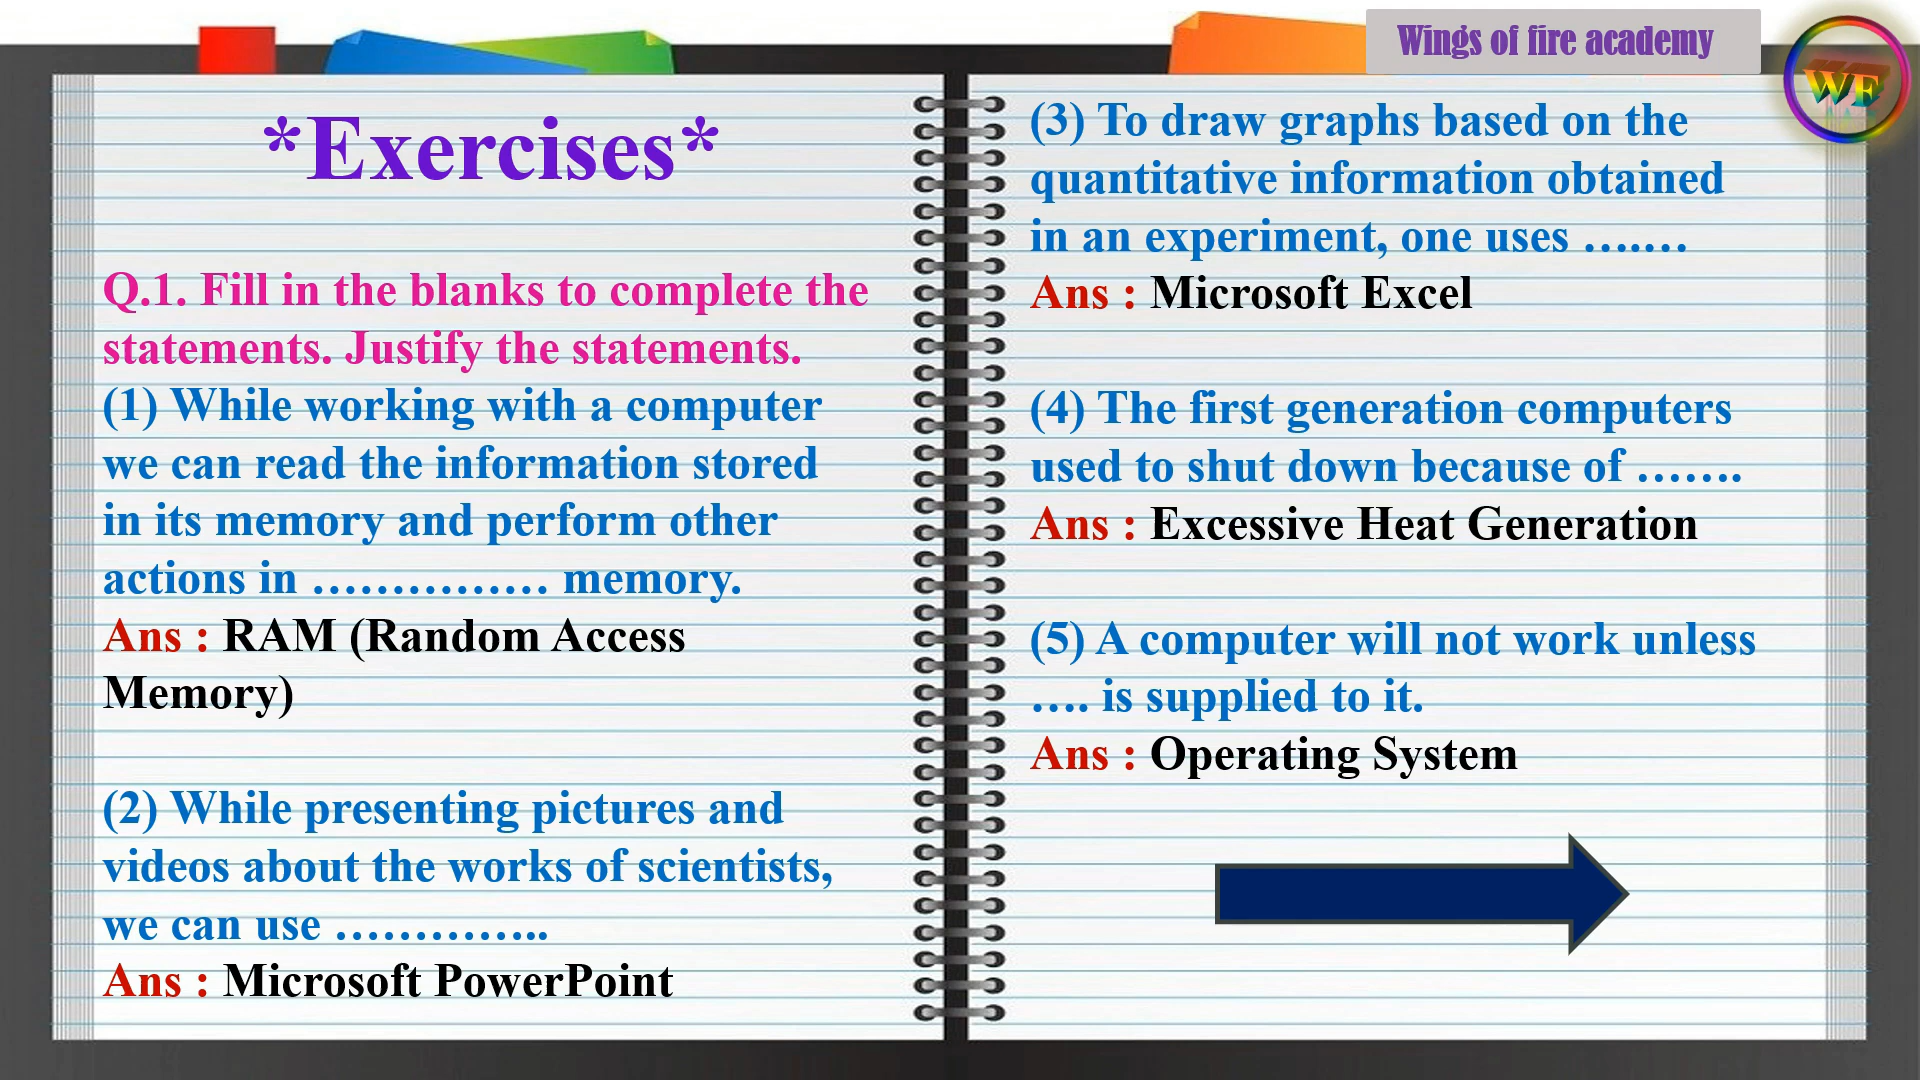 Wings of fire academy
WE
*Exercises*
Q.1. Fill in the blanks to complete the
statements. Justify the statements.
(1) While working with a computer
we can read the information stored
in its memory and perform other
actions in …………… memory.
Ans : RAM (Random Access
Memory)
(2) While presenting pictures and
videos about the works of scientists,
we can use …………..
Ans : Microsoft PowerPoint
(3) To draw graphs based on the
quantitative information obtained
in an experiment, one uses ….…
Ans : Microsoft Excel
(4) The first generation computers
used to shut down because of …….
Ans : Excessive Heat Generation
(5) A computer will not work unless
…. is supplied to it.
Ans : Operating System